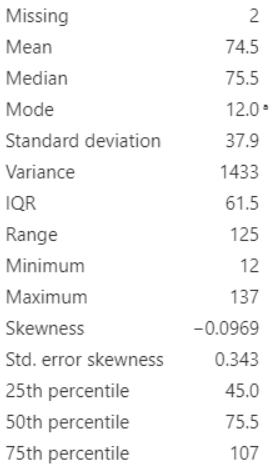 Missing 2
Mean 74.5
Median 75.5
Mode 12.0 ᵃ
Standard deviation 37.9
Variance 1433
IQR 61.5
Range 125
Minimum 12
Maximum 137
Skewness −0.0969
Std. error skewness 0.343
25th percentile 45.0
50th percentile 75.5
75th percentile 107